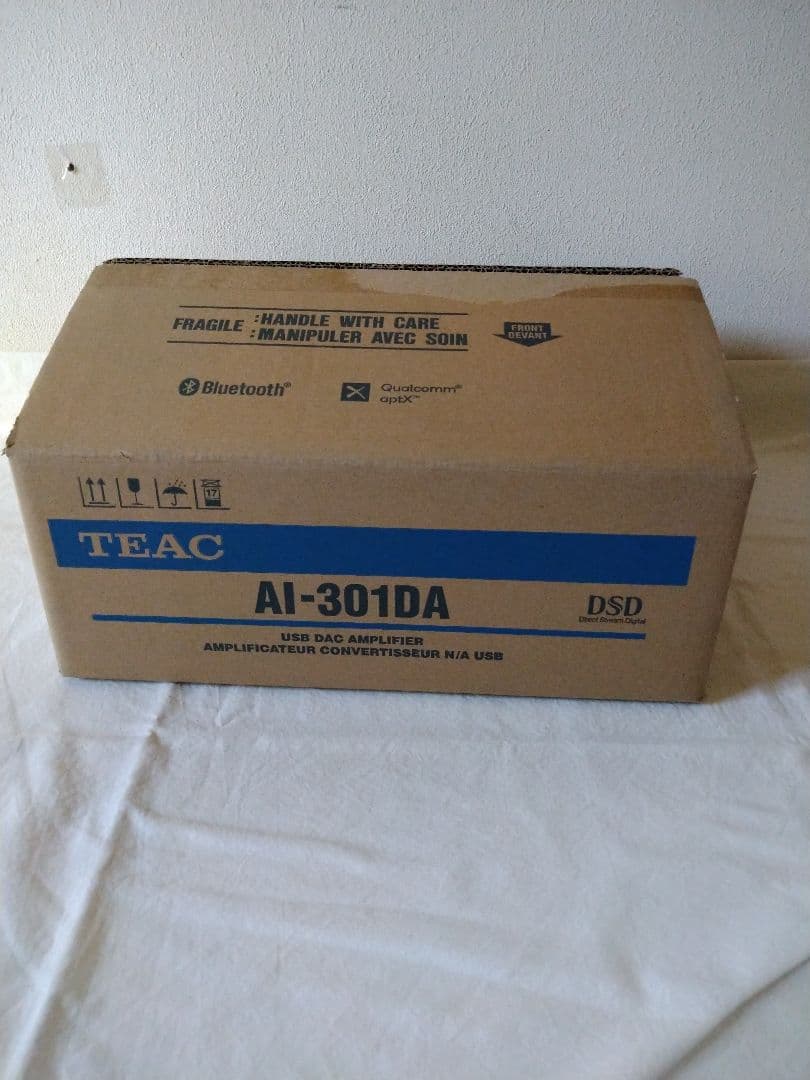 FRAGILE :HANDLE WITH CARE
:MANIPULER AVEC SOIN
FRONT
DEVANT
Bluetooth®
Qualcomm®
aptX™
17
TEAC
AI-301DA
DSD
Direct Stream Digital
USB DAC AMPLIFIER
AMPLIFICATEUR CONVERTISSEUR N/A USB